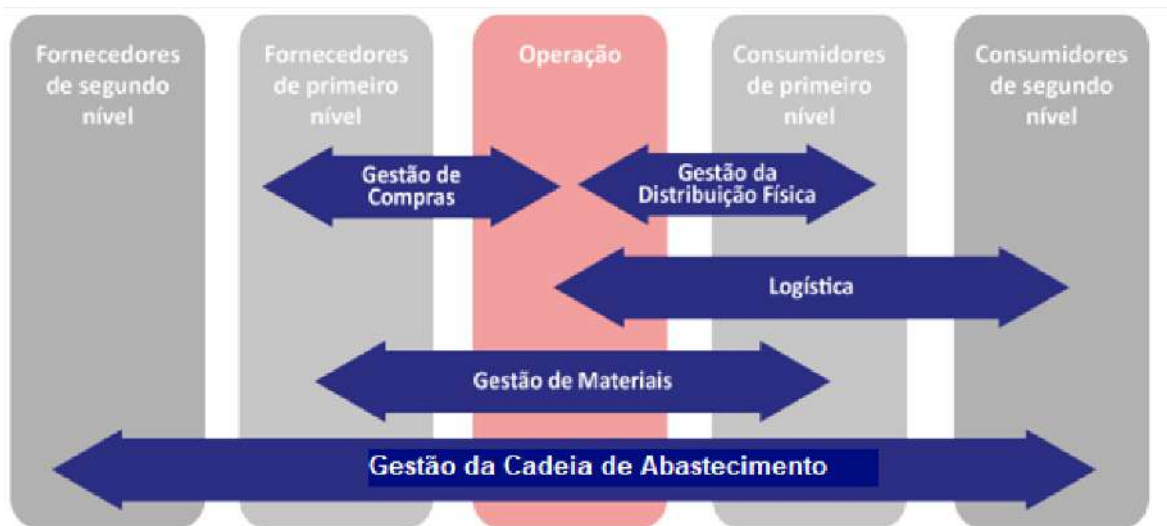 Fornecedores
de segundo
nível
Fornecedores
de primeiro
nível
Operação
Consumidores
de primeiro
nível
Consumidores
de segundo
nível
Gestão de
Compras
Gestão da
Distribuição Física
Logística
Gestão de Materiais
Gestão da Cadeia de Abastecimento